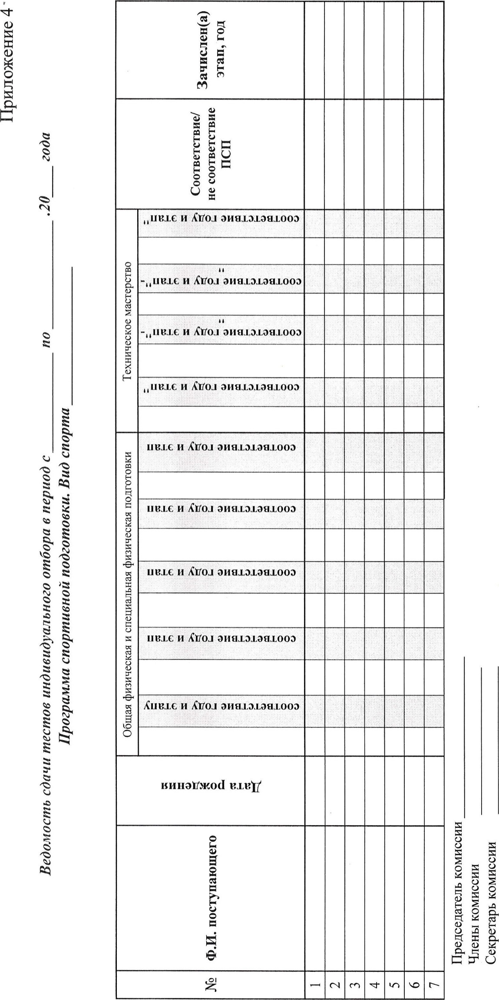 Приложение 4
Ведомость сдачи тестов индивидуального отбора в период с ________ по ________ .20___ года
Программа спортивной подготовки. Вид спорта ________
№
Ф.И. поступающего
Дата рождения
Общая физическая и специальная физическая подготовки
соответствие году и этапу
соответствие году и этап
соответствие году и этап
соответствие году и этап
соответствие году и этап
Техническое мастерство
соответствие году и этап"
соответствие году и этап"-
"
соответствие году и этап"-
"
соответствие году и этап"
Соответствие/
не соответствие
ПСП
Зачислен(а)
этап, год
1
2
3
4
5
6
7
Председатель комиссии ________
Члены комиссии ________
Секретарь комиссии ________